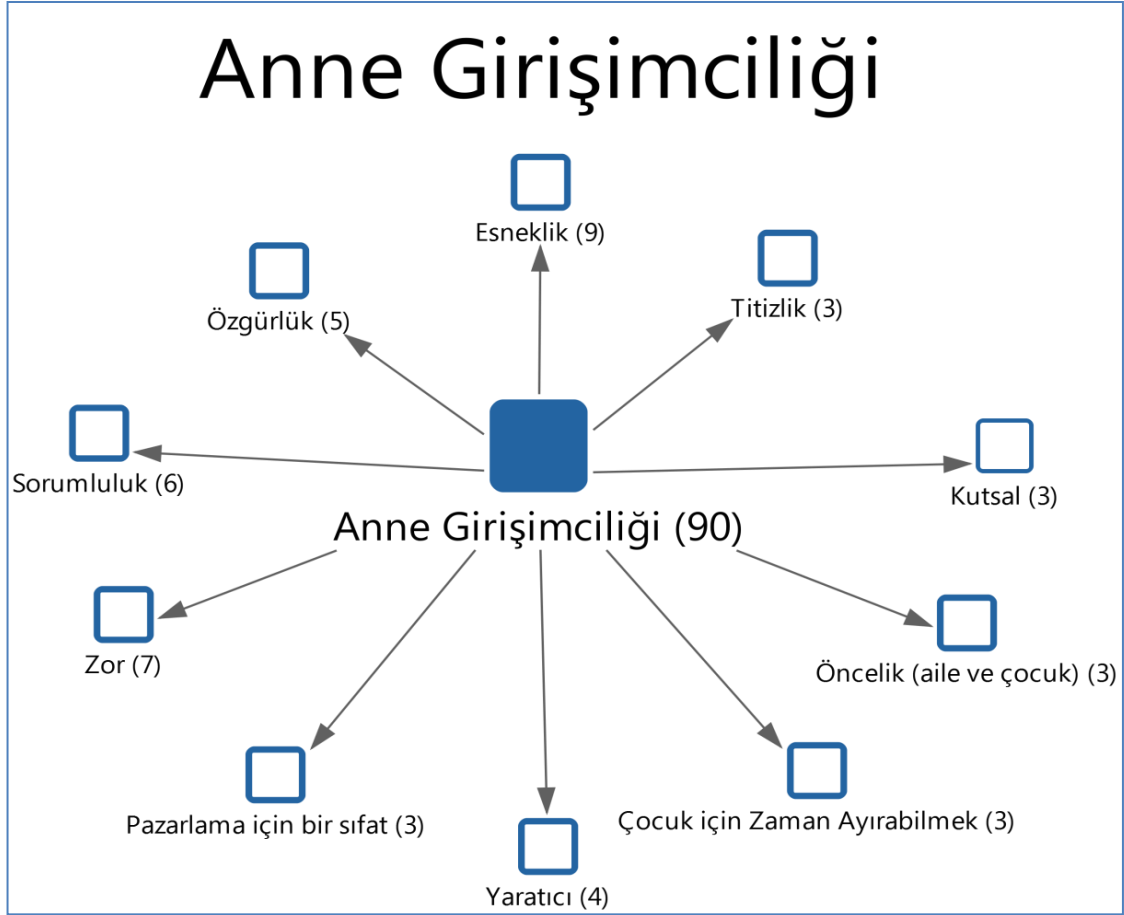 Anne Girişimciliği
Esneklik (9)
Özgürlük (5)
Titizlik (3)
Sorumluluk (6)
Kutsal (3)
Anne Girişimciliği (90)
Zor (7)
Öncelik (aile ve çocuk) (3)
Pazarlama için bir sıfat (3)
Çocuk için Zaman Ayırabilmek (3)
Yaratıcı (4)